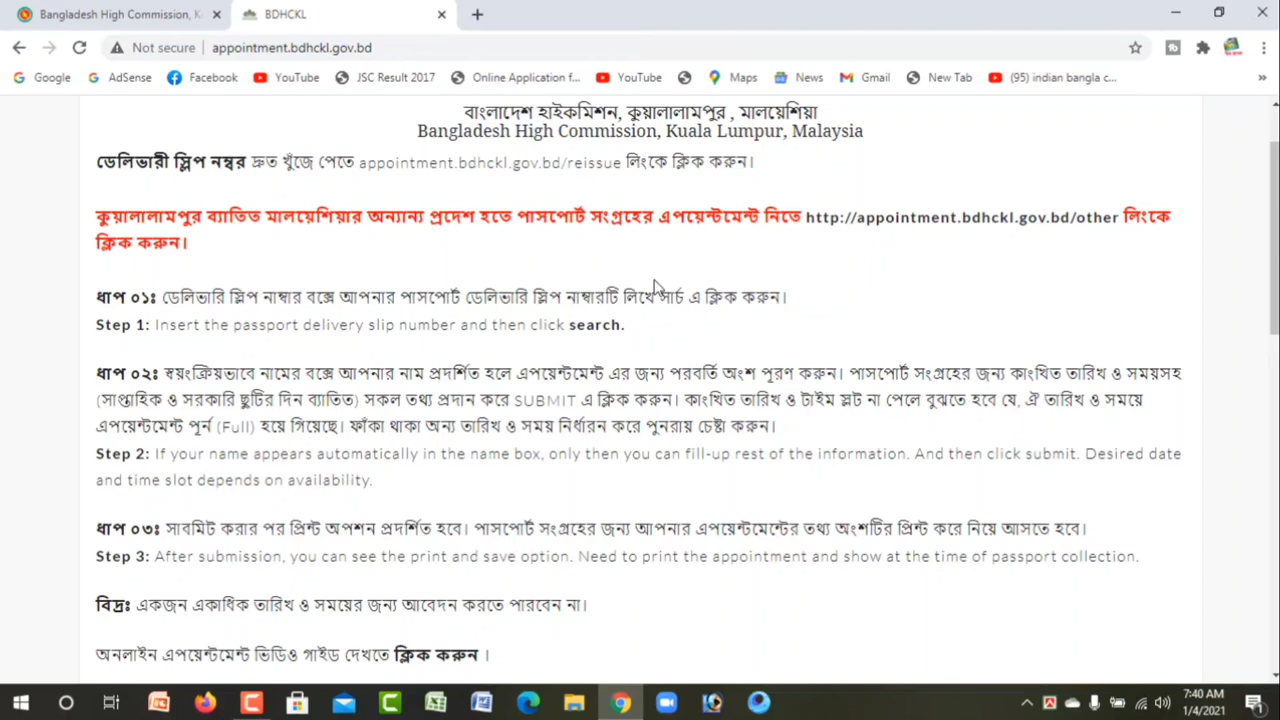 Bangladesh High Commission, K
BDHCKL
Not secure
appointment.bdhckl.gov.bd
Google
AdSense
Facebook
YouTube
JSC Result 2017
Online Application f...
YouTube
Maps
News
Gmail
New Tab
(95) indian bangla c...
বাংলাদেশ হাইকমিশন, কুয়ালালামপুর , মালয়েশিয়া
Bangladesh High Commission, Kuala Lumpur, Malaysia
ডেলিভারী স্লিপ নম্বর দ্রুত খুঁজে পেতে appointment.bdhckl.gov.bd/reissue লিংকে ক্লিক করুন।
কুয়ালালামপুর ব্যাতিত মালয়েশিয়ার অন্যান্য প্রদেশ হতে পাসপোর্ট সংগ্রহের এপয়েন্টমেন্ট নিতে http://appointment.bdhckl.gov.bd/other লিংকে
ক্লিক করুন।
ধাপ ০১ঃ ডেলিভারি স্লিপ নাম্বার বক্সে আপনার পাসপোর্ট ডেলিভারি স্লিপ নাম্বারটি লিখে সার্চ এ ক্লিক করুন।
Step 1: Insert the passport delivery slip number and then click search.
ধাপ ০২ঃ স্বয়ংক্রিয়ভাবে নামের বক্সে আপনার নাম প্রদর্শিত হলে এপয়েন্টমেন্ট এর জন্য পরবর্তি অংশ পূরণ করুন। পাসপোর্ট সংগ্রহের জন্য কাংখিত তারিখ ও সময়সহ
(সাপ্তাহিক ও সরকারি ছুটির দিন ব্যাতিত) সকল তথ্য প্রদান করে SUBMIT এ ক্লিক করুন। কাংখিত তারিখ ও টাইম স্লট না পেলে বুঝতে হবে যে, ঐ তারিখ ও সময়ে
এপয়েন্টমেন্ট পূর্ন (Full) হয়ে গিয়েছে। ফাঁকা থাকা অন্য তারিখ ও সময় নির্ধারন করে পুনরায় চেষ্টা করুন।
Step 2: If your name appears automatically in the name box, only then you can fill-up rest of the information. And then click submit. Desired date
and time slot depends on availability.
ধাপ ০৩ঃ সাবমিট করার পর প্রিন্ট অপশন প্রদর্শিত হবে। পাসপোর্ট সংগ্রহের জন্য আপনার এপয়েন্টমেন্টের তথ্য অংশটির প্রিন্ট করে নিয়ে আসতে হবে।
Step 3: After submission, you can see the print and save option. Need to print the appointment and show at the time of passport collection.
বিদ্রঃ একজন একাধিক তারিখ ও সময়ের জন্য আবেদন করতে পারবেন না।
অনলাইন এপয়েন্টমেন্ট ভিডিও গাইড দেখতে ক্লিক করুন ।
7:40 AM
1/4/2021